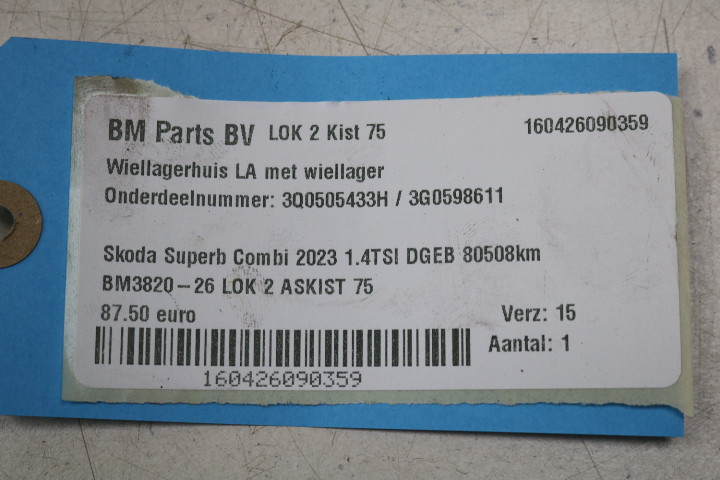 BM Parts BV LOK 2 Kist 75 160426090359
Wiellagerhuis LA met wiellager
Onderdeelnummer: 3Q0505433H / 3G0598611
Skoda Superb Combi 2023 1.4TSI DGEB 80508km
BM3820-26 LOK 2 ASKIST 75
87.50 euro Verz: 15
Aantal: 1
160426090359